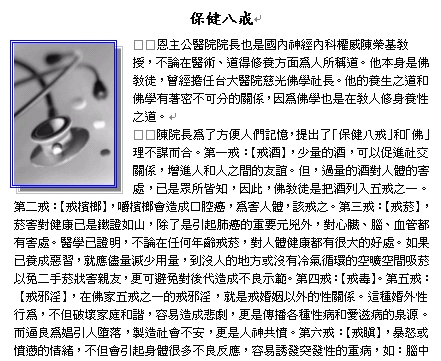 保健八戒
□□恩主公醫院院長也是國內神經內科權威陳榮基教
授，不論在醫術、道得修養方面為人所稱道。他本身是佛
教徒，曾經擔任台大醫院慈光佛學社長。他的養生之道和
佛學有著密不可分的關係，因為佛學也是在教人修身養性
之道。
□□陳院長為了方便人們記憶，提出了「保健八戒」和「佛」
理不謀而合。第一戒：【戒酒】，少量的酒，可以促進社交
關係，增進人和人之間的友誼。但，過量的酒對人體的害
處，已是眾所皆知，因此，佛教徒是把酒列入五戒之一。
第二戒：【戒檳榔】，嚼檳榔會造成口腔癌，為害人體，該戒之。第三戒：【戒菸】，
菸害對健康已是鐵證如山，除了是引起肺癌的重要元兇外，對心臟、腦、血管都
有害處。醫學已證明，不論在任何年齡戒菸，對人體健康都有很大的好處。如果
已養成惡習，就應儘量減少用量，到沒人的地方或沒有冷氣循環的空曠空間吸菸
以免二手菸狀害親友，更可避免對後代造成不良示範。第四戒：【戒毒】。第五戒：
【戒邪淫】，在佛家五戒之一的戒邪淫，就是戒婚姻以外的性關係。這種婚外性
行為，不但破壞家庭和諧，容易造成悲劇，更是傳播各種性病和愛滋病的泉源。
而逼良為娼引人墮落，製造社會不安，更是人神共憤。第六戒：【戒瞋】，暴怒或
憤懣的情緒，不但會引起身體很多不良反應，容易誘發突發性的重病，如：腦中